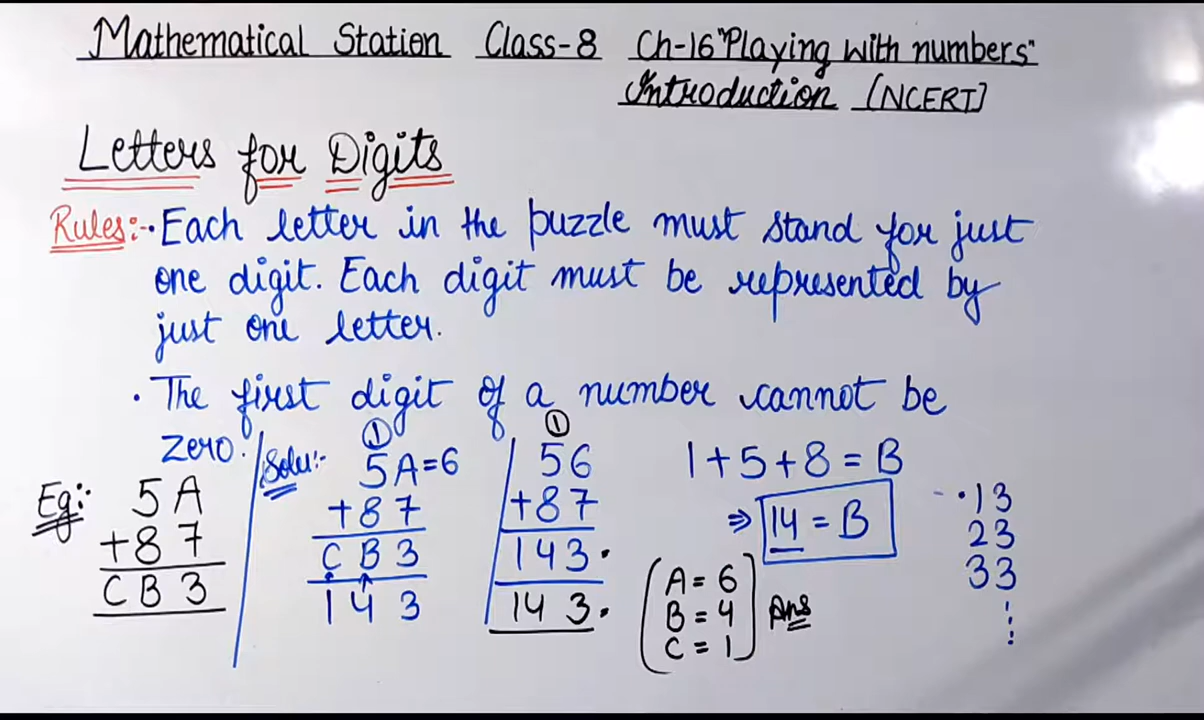 Mathematical Station Class-8 Ch-16 "Playing with numbers"
Introduction [NCERT]
Letters for Digits
Rules:- • Each letter in the puzzle must stand for just
one digit. Each digit must be represented by
just one letter.
• The first digit of a number cannot be
zero.
Eg:-
5A
+87
CB3
Solu:-
①
5A=6
+87
CB3
143
①
56
+87
143.
143.
1+5+8=B
⇒ 14=B
A=6
B=4
C=1
Ans
13
23
33